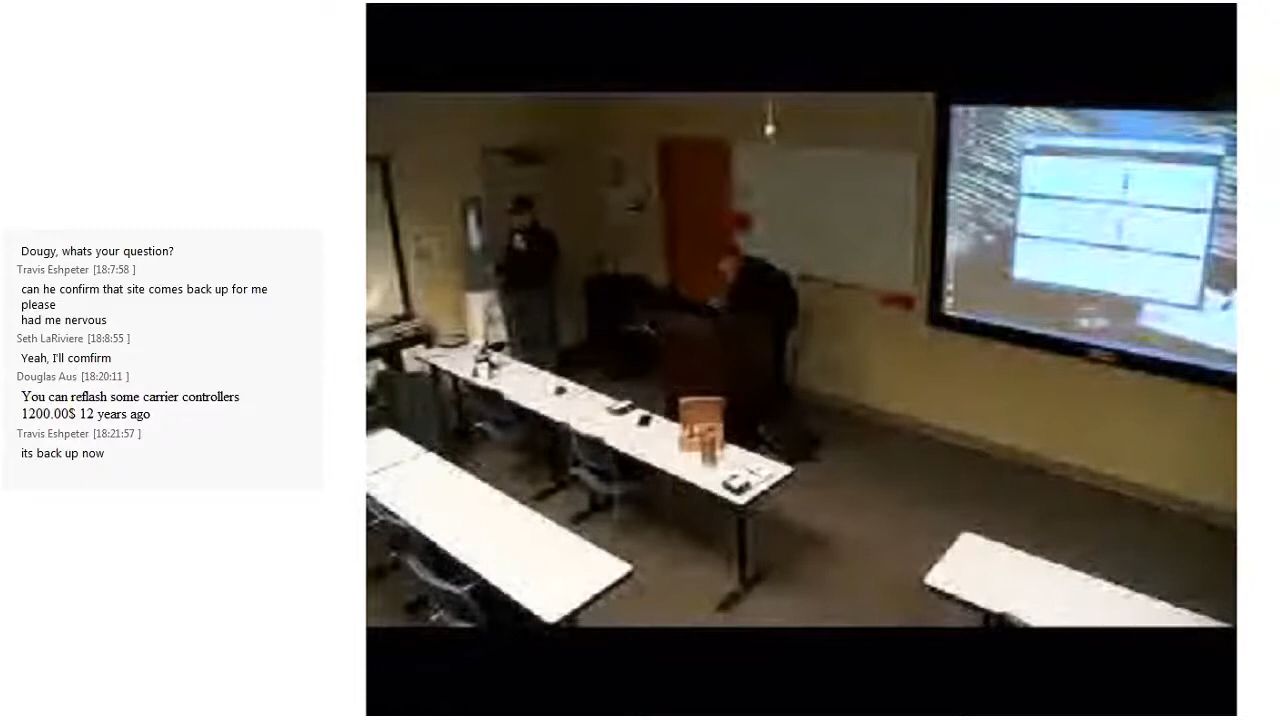 Dougy, whats your question?
Travis Eshpeter [18:7:58 ]
can he confirm that site comes back up for me
please
had me nervous
Seth LaRiviere [18:8:55 ]
Yeah, I'll confirm
Douglas Aus [18:20:11 ]
You can reflash some carrier controllers
1200.00$ 12 years ago
Travis Eshpeter [18:21:57 ]
its back up now